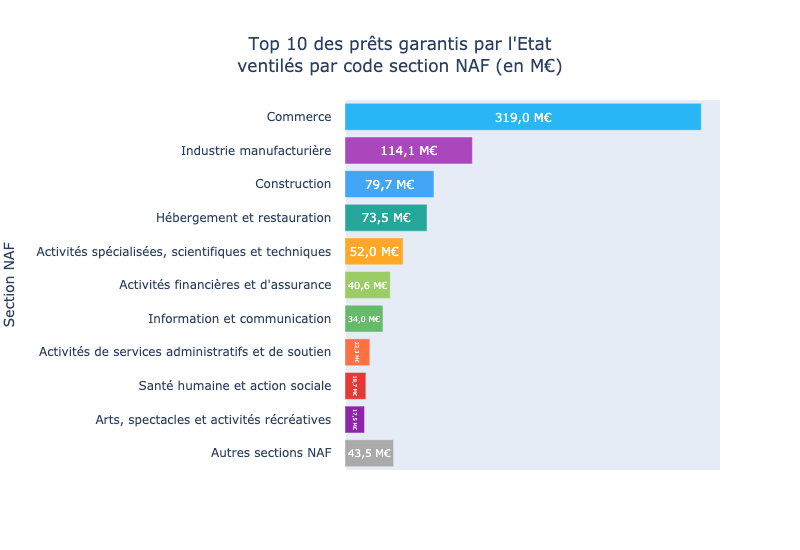 Top 10 des prêts garantis par l'Etat
ventilés par code section NAF (en M€)
Section NAF
Commerce 319,0 M€
Industrie manufacturière 114,1 M€
Construction 79,7 M€
Hébergement et restauration 73,5 M€
Activités spécialisées, scientifiques et techniques 52,0 M€
Activités financières et d'assurance 40,6 M€
Information et communication 34,0 M€
Activités de services administratifs et de soutien
Santé humaine et action sociale
Arts, spectacles et activités récréatives 17,5 M€
Autres sections NAF 43,5 M€